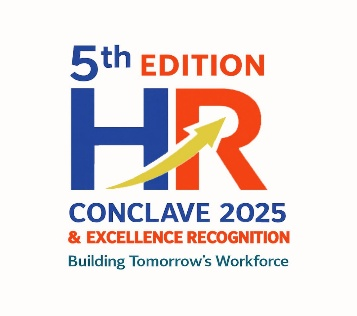 5th EDITION
HR
CONCLAVE 2025
& EXCELLENCE RECOGNITION
Building Tomorrow's Workforce